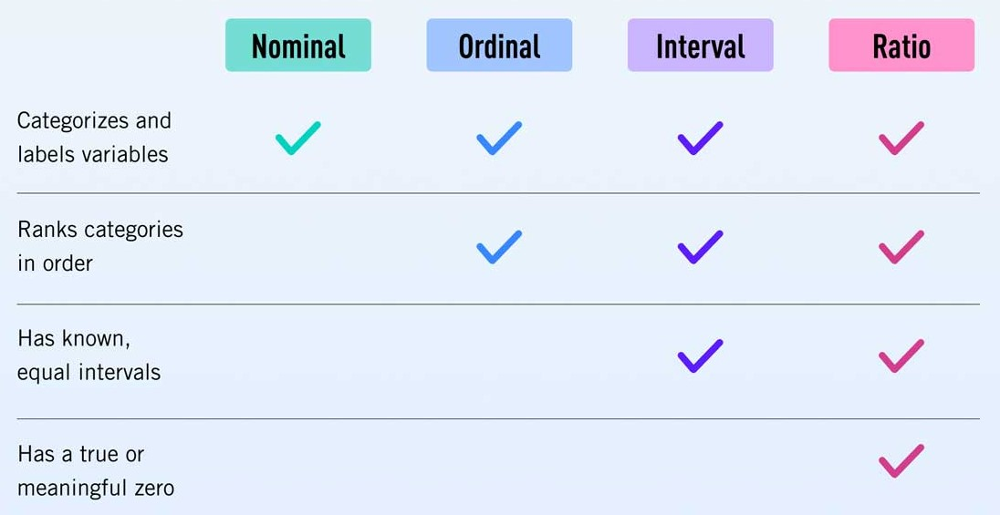 Nominal Ordinal Interval Ratio
Categorizes and
labels variables
Ranks categories
in order
Has known,
equal intervals
Has a true or
meaningful zero